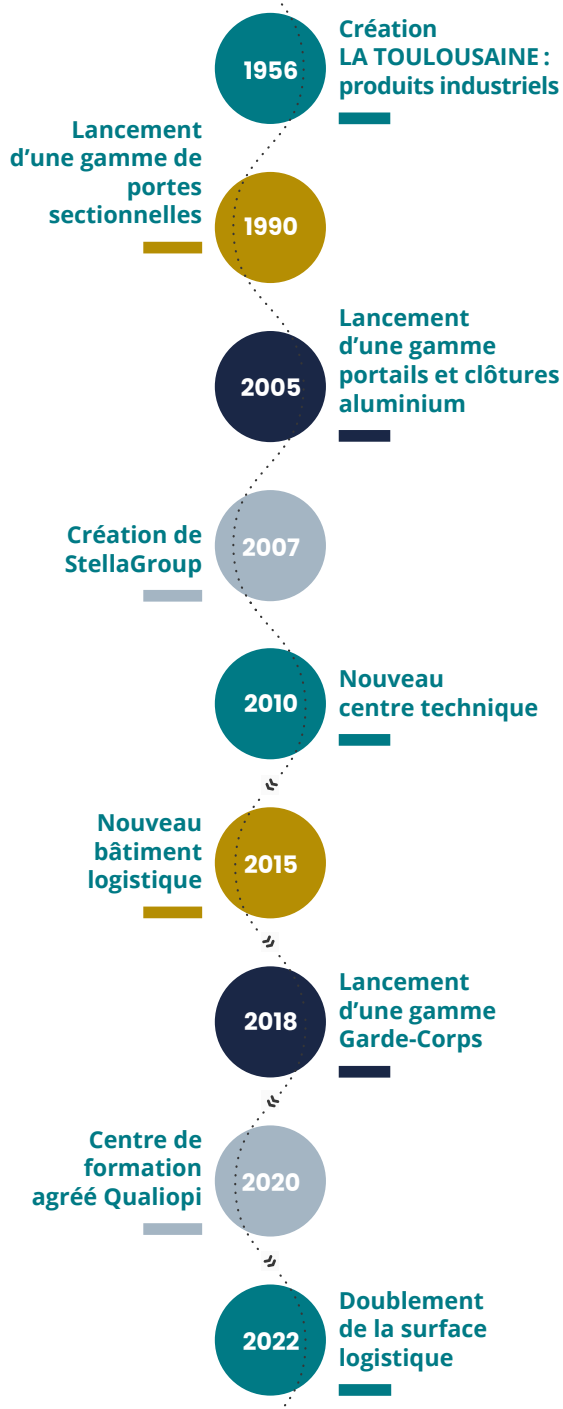 1956
Création
LA TOULOUSAINE :
produits industriels
Lancement
d’une gamme de
portes
sectionnelles
1990
Lancement
d’une gamme
portails et clôtures
aluminium
2005
Création de
StellaGroup
2007
2010
Nouveau
centre technique
Nouveau
bâtiment
logistique
2015
2018
Lancement
d’une gamme
Garde-Corps
Centre de
formation
agréé Qualiopi
2020
2022
Doublement
de la surface
logistique